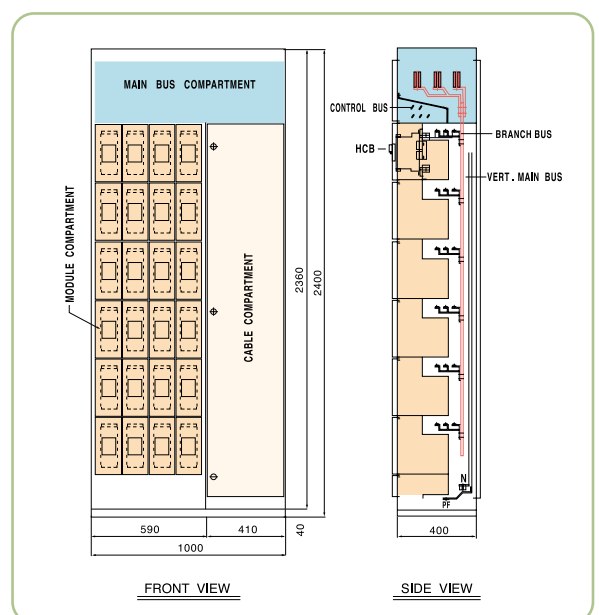 MAIN BUS COMPARTMENT
MODULE COMPARTMENT
CABLE COMPARTMENT
2360
2400
590
410
40
1000
FRONT VIEW
CONTROL BUS
HCB
BRANCH BUS
VERT. MAIN BUS
N
PF
400
SIDE VIEW